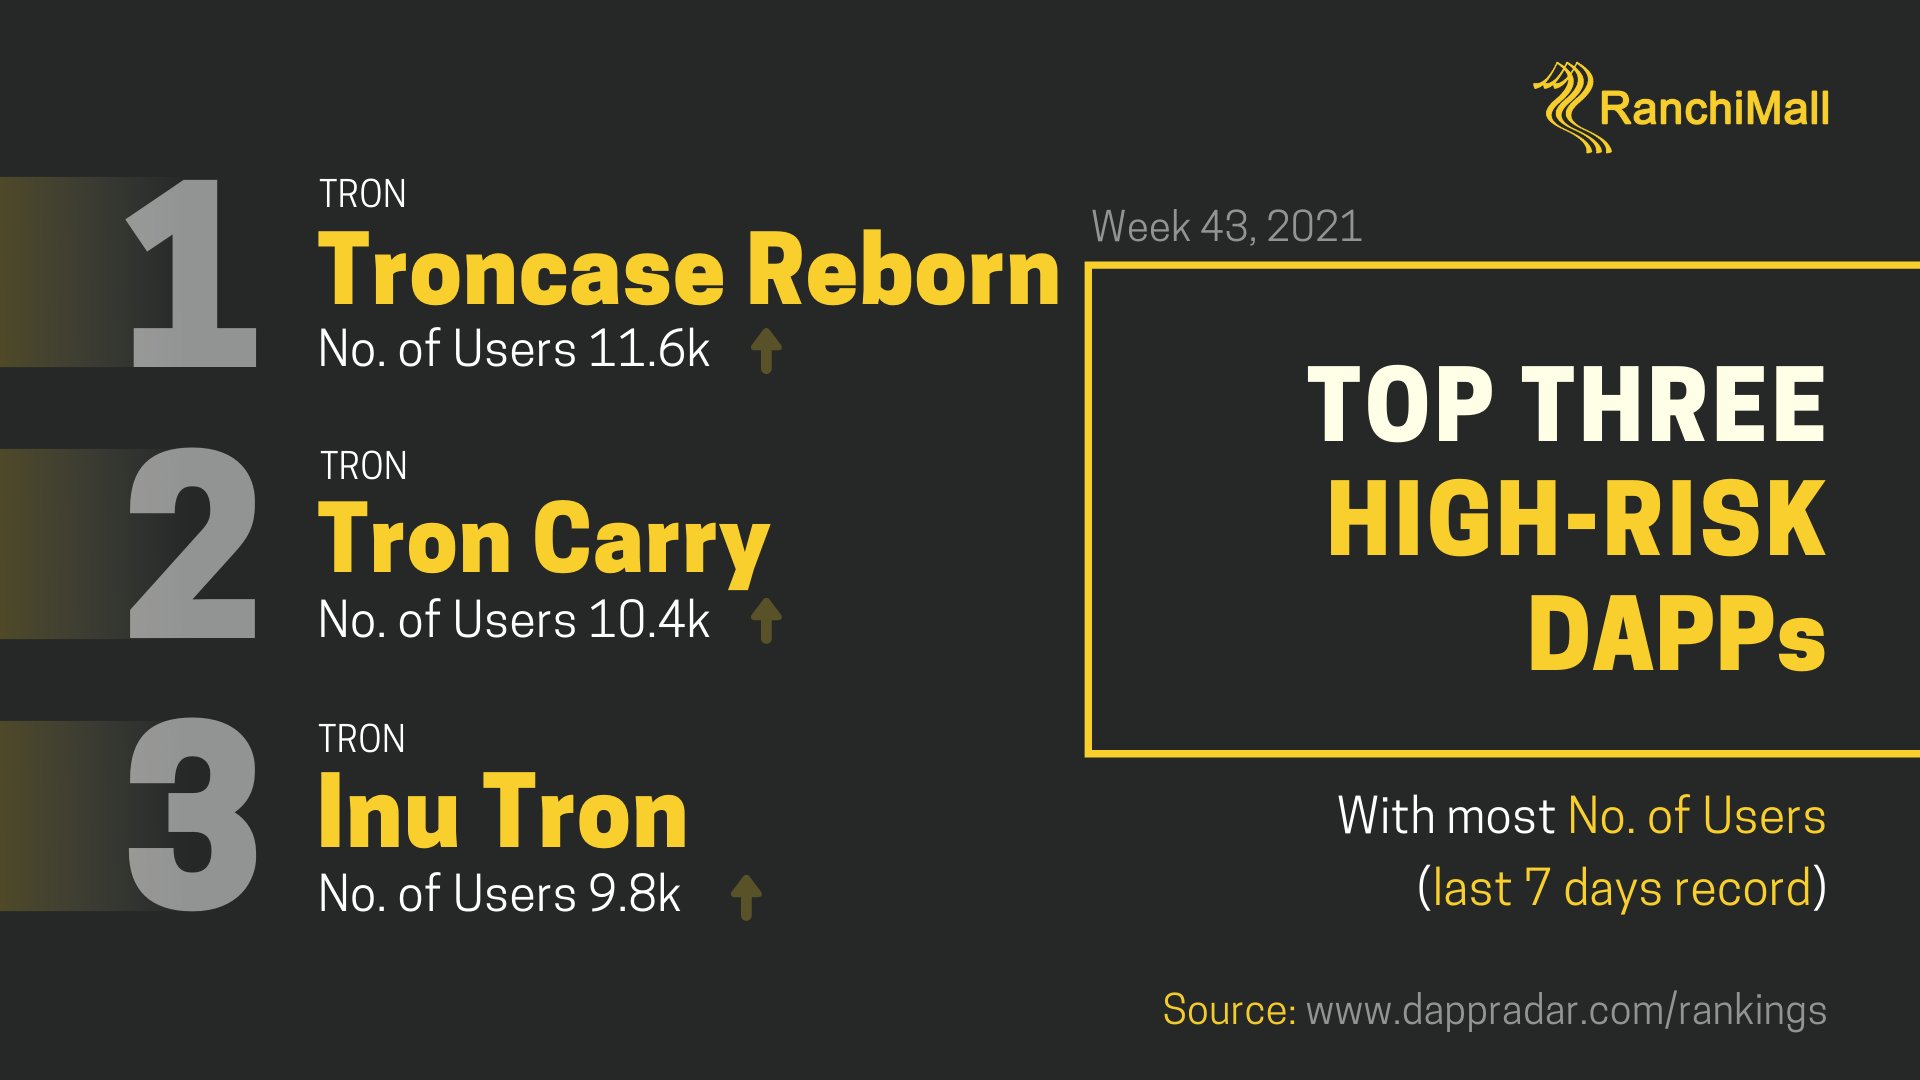 RanchiMall
1
TRON
Troncase Reborn
No. of Users 11.6k
2
TRON
Tron Carry
No. of Users 10.4k
3
TRON
Inu Tron
No. of Users 9.8k
Week 43, 2021
TOP THREE
HIGH-RISK
DAPPs
With most No. of Users
(last 7 days record)
Source: www.dappradar.com/rankings